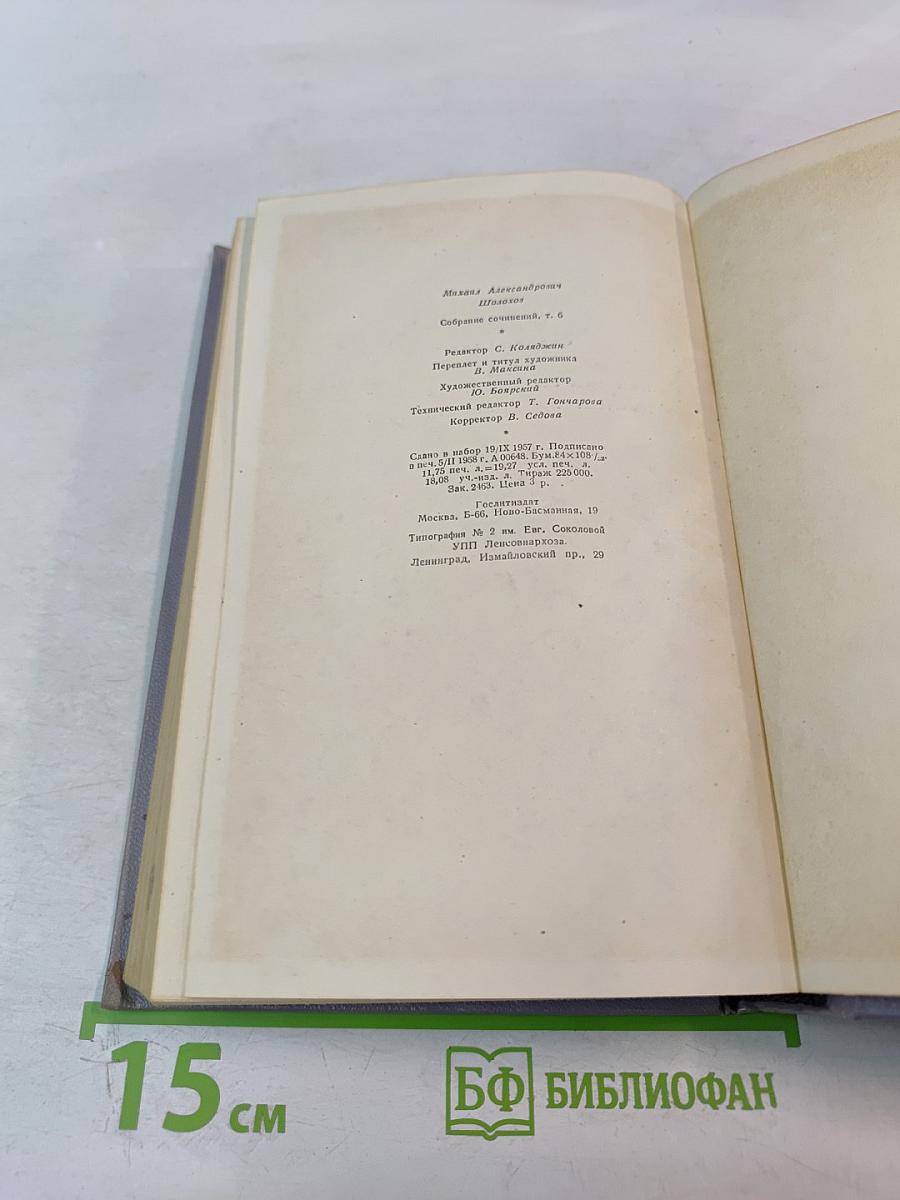 Михаил Александрович
Шолохов
Собрание сочинений, т. 6
*
Редактор С. Коляджин
Переплет и титул художника
В. Максина
Художественный редактор
Ю. Боярский
Технический редактор Т. Гончарова
Корректор В. Седова
*
Сдано в набор 19/IX 1957 г. Подписано
в печ. 5/II 1958 г. А 00648. Бум. 84×108
11,75 печ. л.=19,27 усл. печ. л.
18,08 уч.-изд. л. Тираж 225 000.
Зак. 2463. Цена 3 р.
Гослитиздат
Москва, Б-66, Ново-Басманная, 19
Типография № 2 им. Евг. Соколовой
УПП Ленсовнархоза.
Ленинград, Измайловский пр., 29
15 см
БФ БИБЛИОФАН